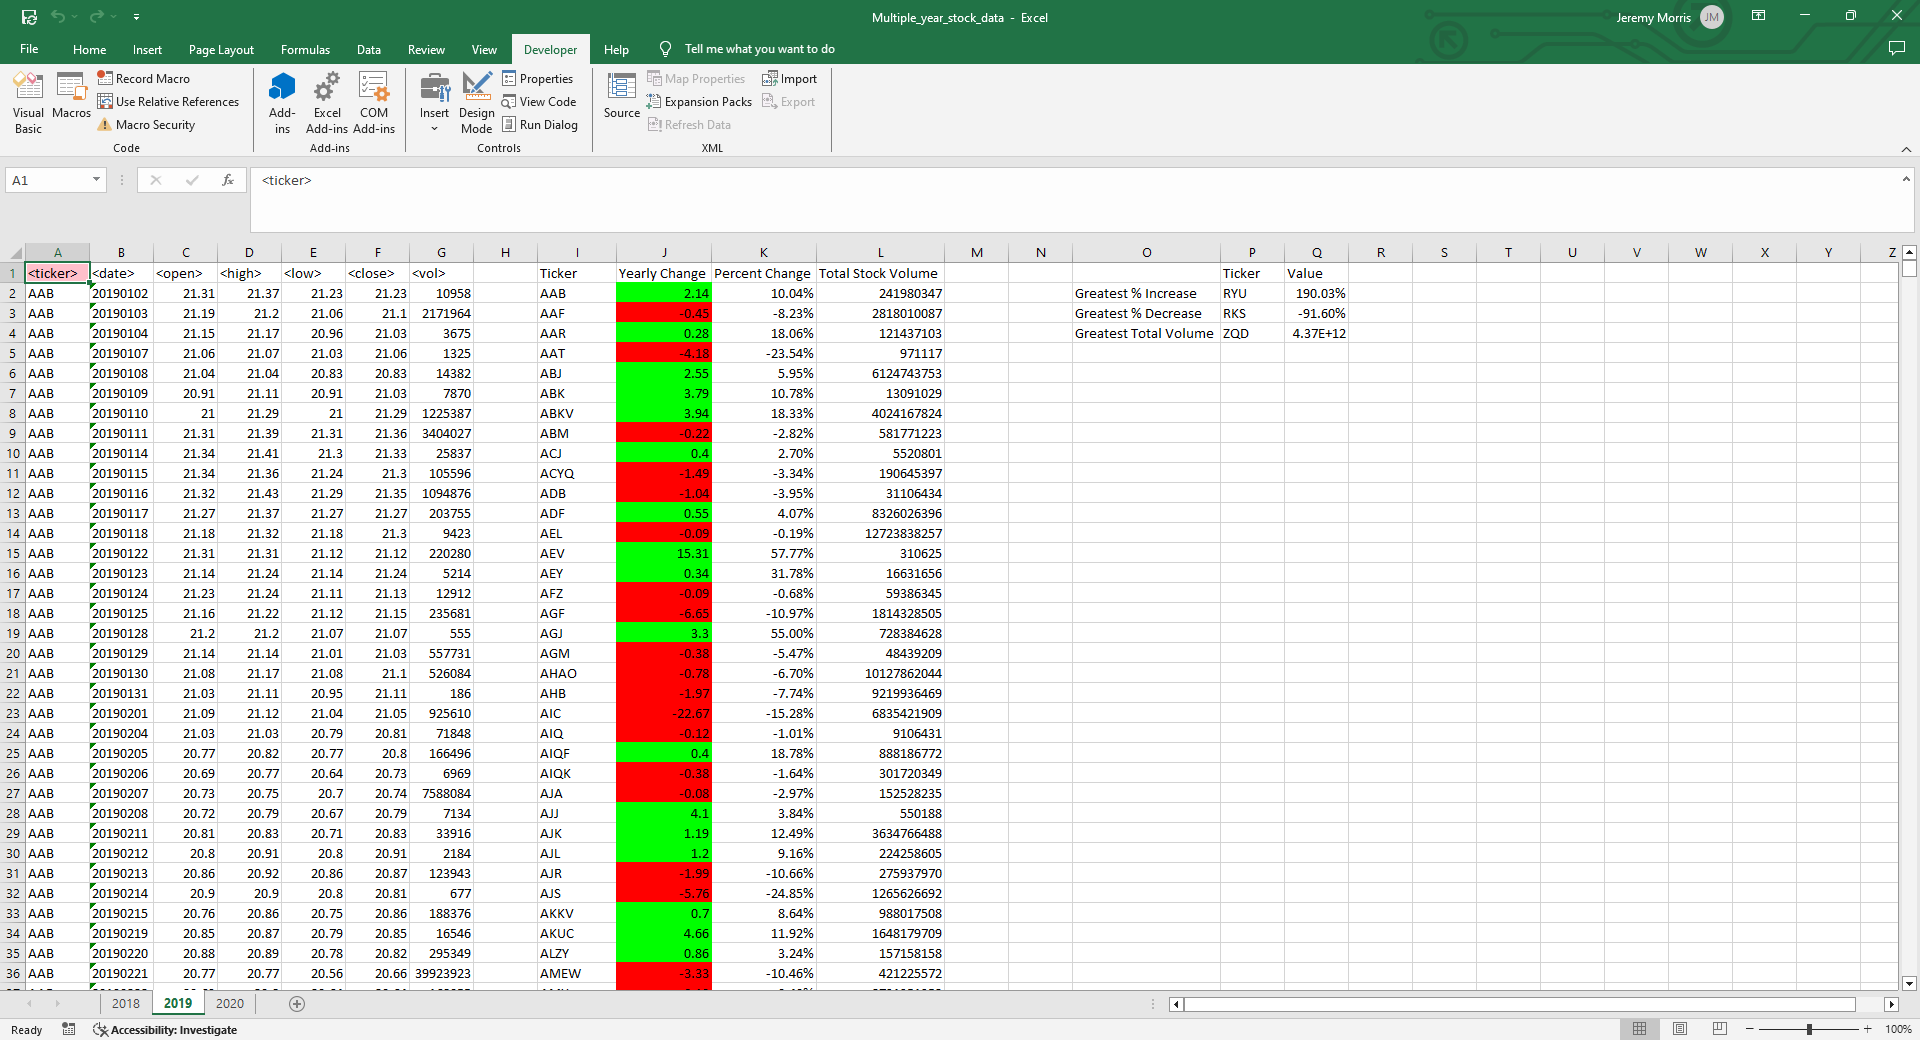 Multiple_year_stock_data - Excel
Jeremy Morris JM
File Home Insert Page Layout Formulas Data Review View Developer Help Tell me what you want to do
Visual Basic
Macros
Record Macro
Use Relative References
Macro Security
Code
Add-ins
Excel Add-ins
COM Add-ins
Add-ins
Insert
Design Mode
Properties
View Code
Run Dialog
Controls
Source
Map Properties
Expansion Packs
Refresh Data
Import
Export
XML
A1 fx <ticker>
A B C D E F G H I J K L M N O P Q R S T U V W X Y Z
1 <ticker> <date> <open> <high> <low> <close> <vol> Ticker Yearly Change Percent Change Total Stock Volume Ticker Value
2 AAB 20190102 21.31 21.37 21.23 21.23 10958 AAB 2.14 10.04% 241980347 Greatest % Increase RYU 190.03%
3 AAB 20190103 21.19 21.2 21.06 21.1 2171964 AAF -0.45 -8.23% 2818010087 Greatest % Decrease RKS -91.60%
4 AAB 20190104 21.15 21.17 20.96 21.03 3675 AAR 0.28 18.06% 121437103 Greatest Total Volume ZQD 4.37E+12
5 AAB 20190107 21.06 21.07 21.03 21.06 1325 AAT -4.18 -23.54% 971117
6 AAB 20190108 21.04 21.04 20.83 20.83 14382 ABJ 2.55 5.95% 6124743753
7 AAB 20190109 20.91 21.11 20.91 21.03 7870 ABK 3.79 10.78% 13091029
8 AAB 20190110 21 21.29 21 21.29 1225387 ABKV 3.94 18.33% 4024167824
9 AAB 20190111 21.31 21.39 21.31 21.36 3404027 ABM -0.22 -2.82% 581771223
10 AAB 20190114 21.34 21.41 21.3 21.33 25837 ACJ 0.4 2.70% 5520801
11 AAB 20190115 21.34 21.36 21.24 21.3 105596 ACYQ -1.49 -3.34% 190645397
12 AAB 20190116 21.32 21.43 21.29 21.35 1094876 ADB -1.04 -3.95% 31106434
13 AAB 20190117 21.27 21.37 21.27 21.27 203755 ADF 0.55 4.07% 8326026396
14 AAB 20190118 21.18 21.32 21.18 21.3 9423 AEL -0.09 -0.19% 12723838257
15 AAB 20190122 21.31 21.31 21.12 21.12 220280 AEV 15.31 57.77% 310625
16 AAB 20190123 21.14 21.24 21.14 21.24 5214 AEY 0.34 31.78% 16631656
17 AAB 20190124 21.23 21.24 21.11 21.13 12912 AFZ -0.09 -0.68% 59386345
18 AAB 20190125 21.16 21.22 21.12 21.15 235681 AGF -6.65 -10.97% 1814328505
19 AAB 20190128 21.2 21.2 21.07 21.07 555 AGJ 3.3 55.00% 728384628
20 AAB 20190129 21.14 21.14 21.01 21.03 557731 AGM -0.38 -5.47% 48439209
21 AAB 20190130 21.08 21.17 21.08 21.1 526084 AHAO -0.78 -6.70% 10127862044
22 AAB 20190131 21.03 21.11 20.95 21.11 186 AHB -1.97 -7.74% 9219936469
23 AAB 20190201 21.09 21.12 21.04 21.05 925610 AIC -22.67 -15.28% 6835421909
24 AAB 20190204 21.03 21.03 20.79 20.81 71848 AIQ -0.12 -1.01% 9106431
25 AAB 20190205 20.77 20.82 20.77 20.8 166496 AIQF 0.4 18.78% 888186772
26 AAB 20190206 20.69 20.77 20.64 20.73 6969 AIQK -0.38 -1.64% 301720349
27 AAB 20190207 20.73 20.75 20.7 20.74 7588084 AJA -0.08 -2.97% 152528235
28 AAB 20190208 20.72 20.79 20.67 20.79 7134 AJJ 4.1 3.84% 550188
29 AAB 20190211 20.81 20.83 20.71 20.83 33916 AJK 1.19 12.49% 3634766488
30 AAB 20190212 20.8 20.91 20.8 20.91 2184 AJL 1.2 9.16% 224258605
31 AAB 20190213 20.86 20.92 20.86 20.87 123943 AJR -1.99 -10.66% 275937970
32 AAB 20190214 20.9 20.9 20.8 20.81 677 AJS -5.76 -24.85% 1265626692
33 AAB 20190215 20.76 20.86 20.75 20.86 188376 AKKV 0.7 8.64% 988017508
34 AAB 20190219 20.85 20.87 20.79 20.85 16546 AKUC 4.66 11.92% 1648179709
35 AAB 20190220 20.88 20.89 20.78 20.82 295349 ALZY 0.86 3.24% 157158158
36 AAB 20190221 20.77 20.77 20.56 20.66 39923923 AMEW -3.33 -10.46% 421225572
2018 2019 2020
Ready Accessibility: Investigate 100%